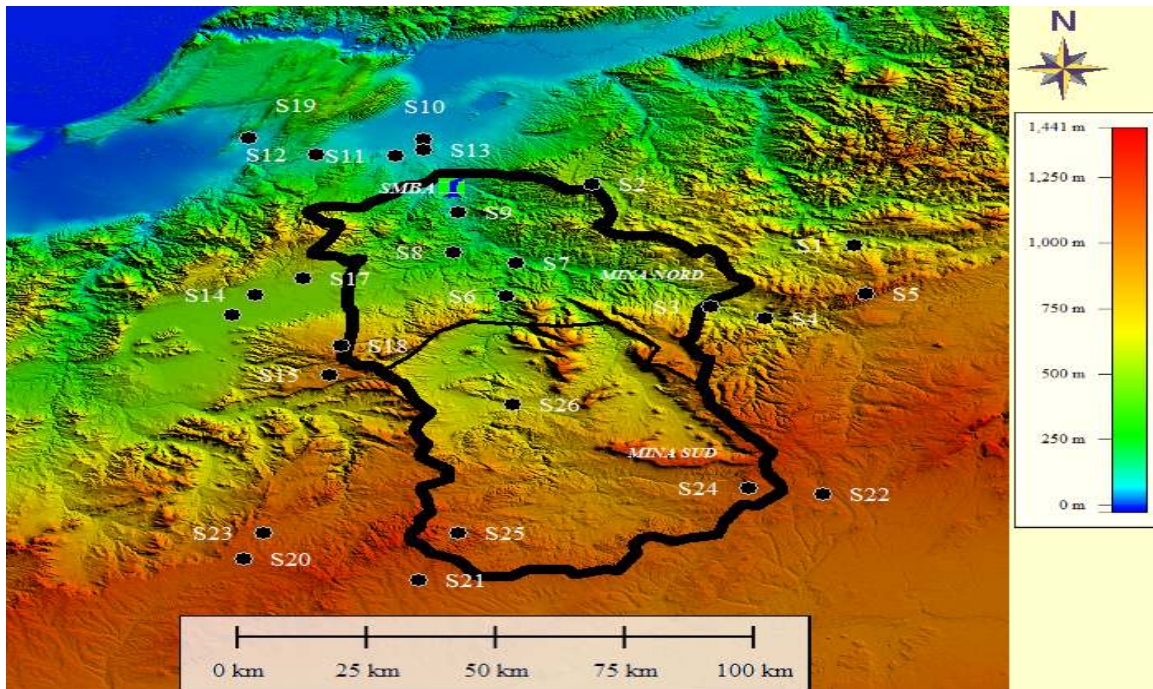 N
S19
S10
S12
S11
S13
SMBA
S2
S9
S1
S8
S7
MINA NORD
S14
S17
S6
S3
S5
S4
S18
S15
S26
MINA SUD
S24
S22
S23
S25
S20
S21
0 km 25 km 50 km 75 km 100 km
1,441 m
1,250 m
1,000 m
750 m
500 m
250 m
0 m